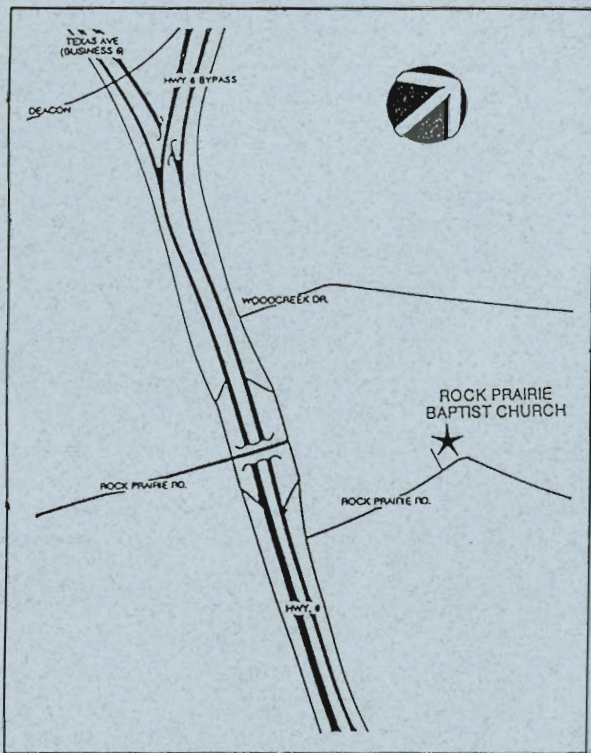 TEXAS AVE
(BUSINESS 6)
HWY 6 BYPASS
DEACON
WOODCREEK DR.
ROCK PRAIRIE
BAPTIST CHURCH
ROCK PRAIRIE RD.
ROCK PRAIRIE RD.
HWY. 6